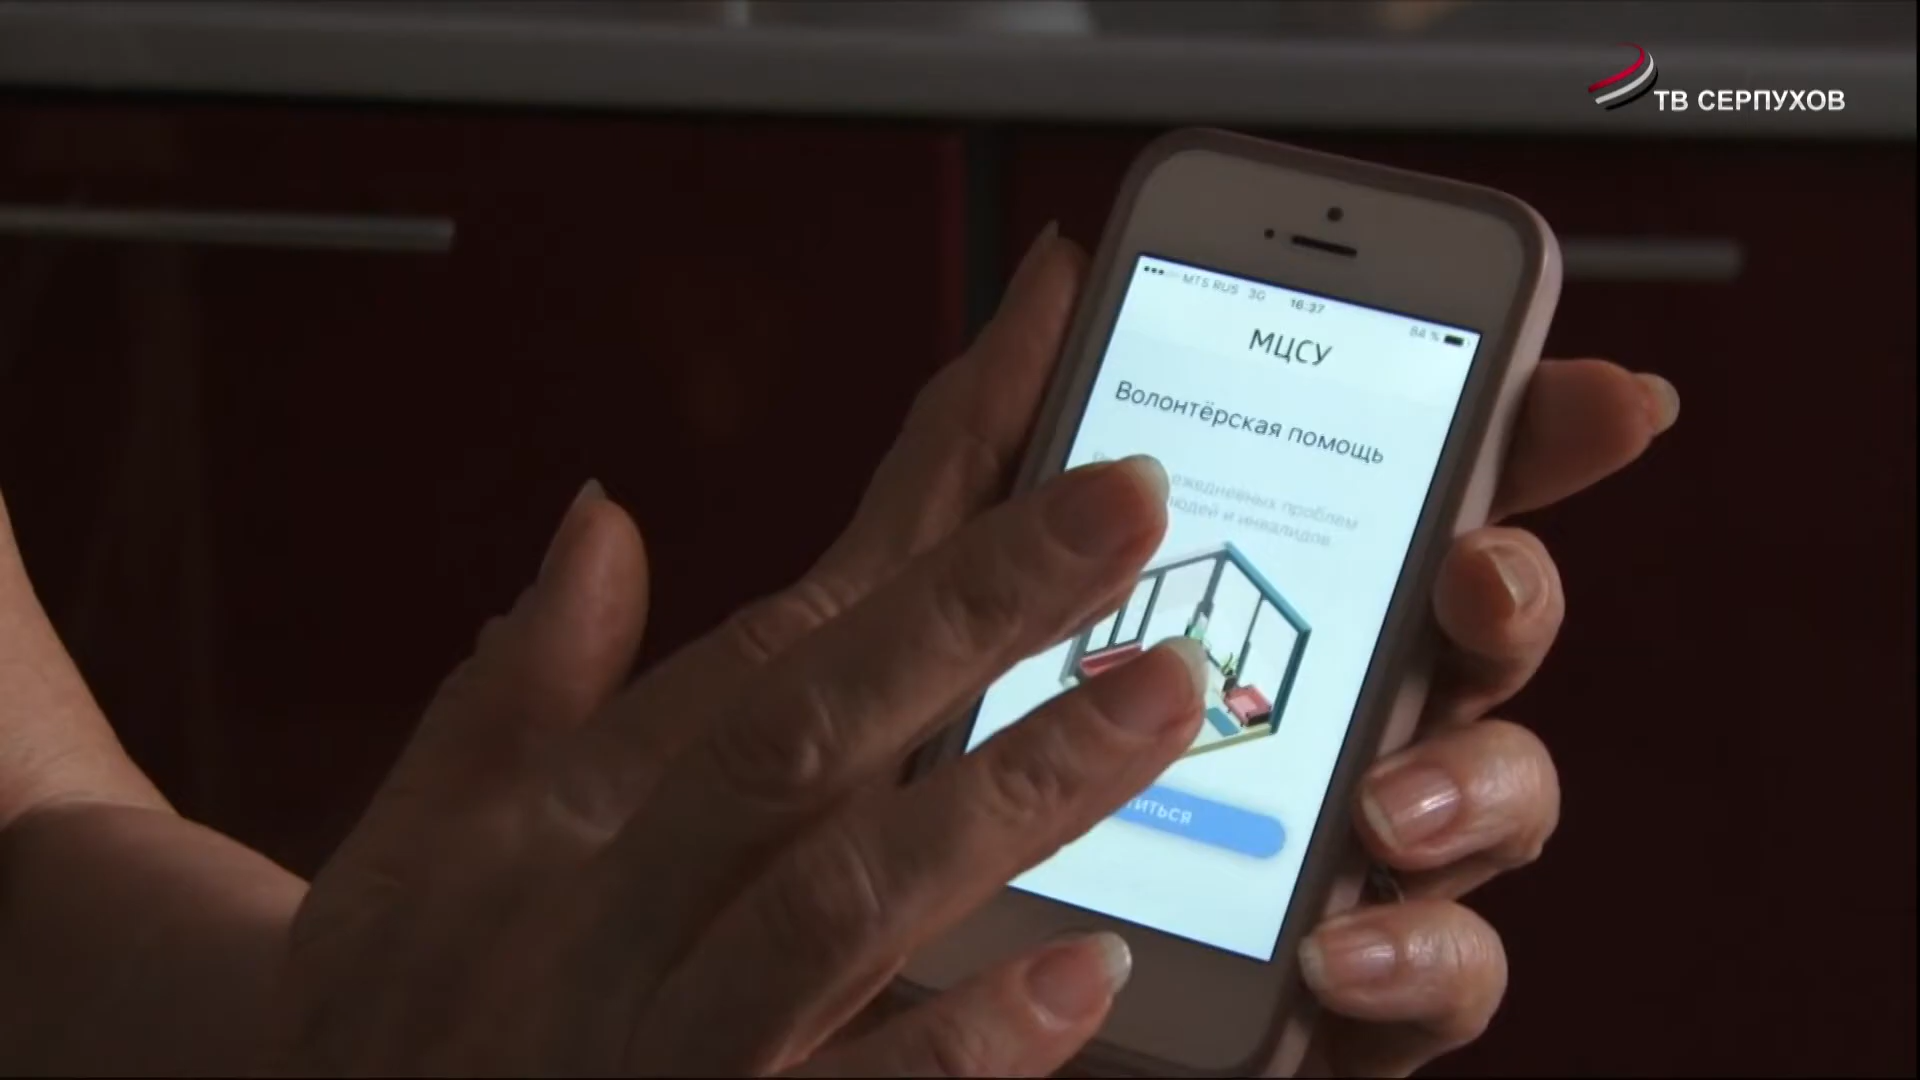 ТВ СЕРПУХОВ
MTS RUS 3G 16:37 84 %
МЦСУ
Волонтёрская помощь
ежедневных проблем
людей и инвалидов